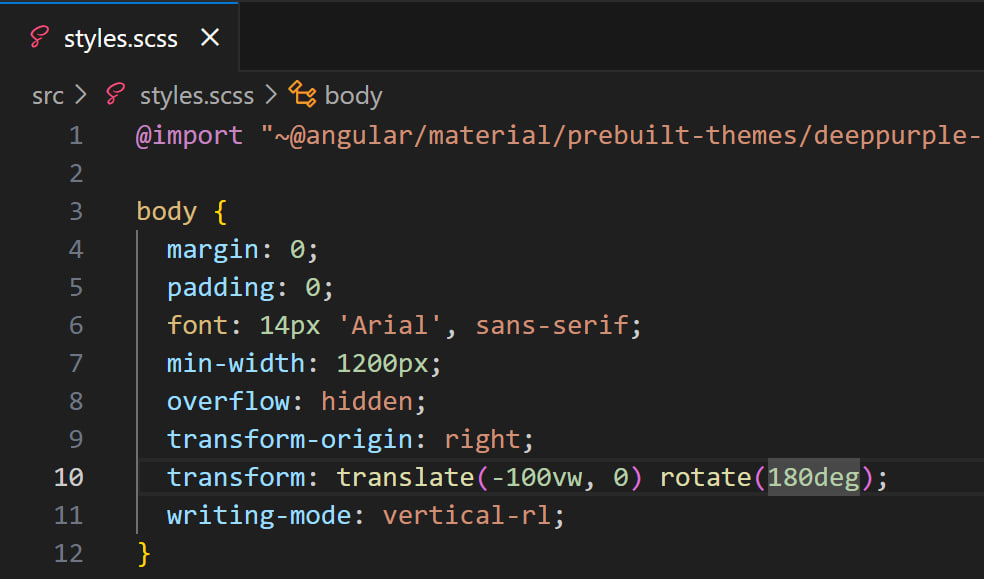 styles.scss
src styles.scss body
1 @import "~@angular/material/prebuilt-themes/deeppurple-
2
3 body {
4 margin: 0;
5 padding: 0;
6 font: 14px 'Arial', sans-serif;
7 min-width: 1200px;
8 overflow: hidden;
9 transform-origin: right;
10 transform: translate(-100vw, 0) rotate(180deg);
11 writing-mode: vertical-rl;
12 }